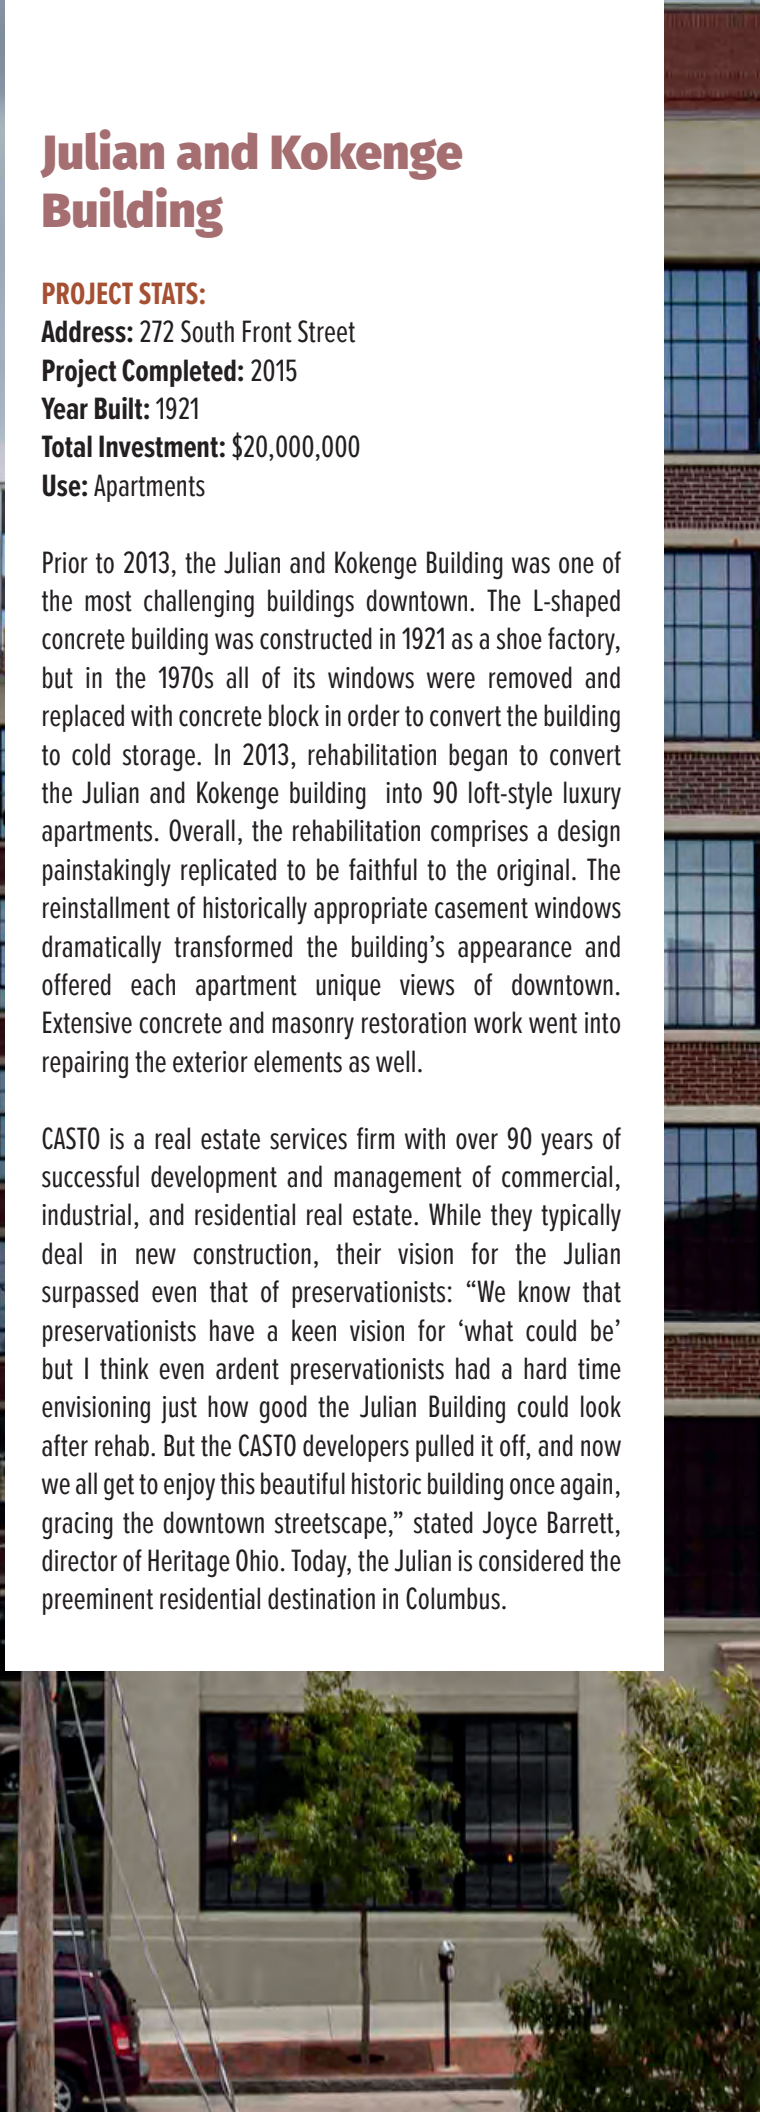 Julian and Kokenge
Building
PROJECT STATS:
Address: 272 South Front Street
Project Completed: 2015
Year Built: 1921
Total Investment: $20,000,000
Use: Apartments
Prior to 2013, the Julian and Kokenge Building was one of
the most challenging buildings downtown. The L-shaped
concrete building was constructed in 1921 as a shoe factory,
but in the 1970s all of its windows were removed and
replaced with concrete block in order to convert the building
to cold storage. In 2013, rehabilitation began to convert
the Julian and Kokenge building  into 90 loft-style luxury
apartments. Overall, the rehabilitation comprises a design
painstakingly replicated to be faithful to the original. The
reinstallment of historically appropriate casement windows
dramatically transformed the building’s appearance and
offered each apartment unique views of downtown.
Extensive concrete and masonry restoration work went into
repairing the exterior elements as well.
CASTO is a real estate services firm with over 90 years of
successful development and management of commercial,
industrial, and residential real estate. While they typically
deal in new construction, their vision for the Julian
surpassed even that of preservationists: “We know that
preservationists have a keen vision for ‘what could be’
but I think even ardent preservationists had a hard time
envisioning just how good the Julian Building could look
after rehab. But the CASTO developers pulled it off, and now
we all get to enjoy this beautiful historic building once again,
gracing the downtown streetscape,” stated Joyce Barrett,
director of Heritage Ohio. Today, the Julian is considered the
preeminent residential destination in Columbus.